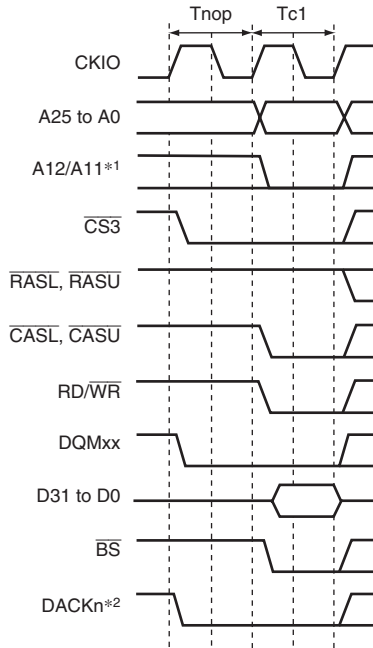 Tnop Tc1
CKIO
A25 to A0
A12/A11*1
CS3
RASL, RASU
CASL, CASU
RD/WR
DQMxx
D31 to D0
BS
DACKn*2